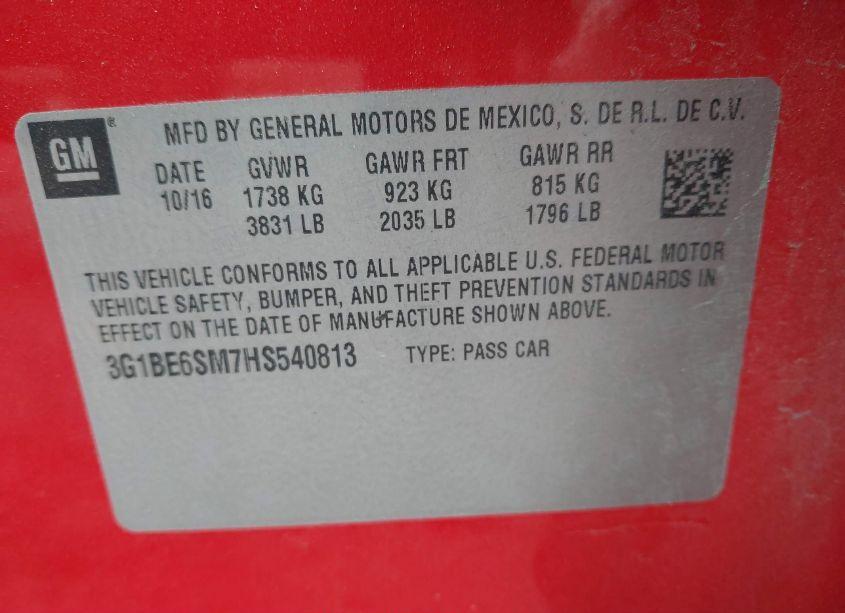 GM®
MFD BY GENERAL MOTORS DE MEXICO, S. DE R.L. DE C.V.
DATE GVWR GAWR FRT GAWR RR
10/16 1738 KG 923 KG 815 KG
3831 LB 2035 LB 1796 LB
THIS VEHICLE CONFORMS TO ALL APPLICABLE U.S. FEDERAL MOTOR
VEHICLE SAFETY, BUMPER, AND THEFT PREVENTION STANDARDS IN
EFFECT ON THE DATE OF MANUFACTURE SHOWN ABOVE.
3G1BE6SM7HS540813 TYPE: PASS CAR